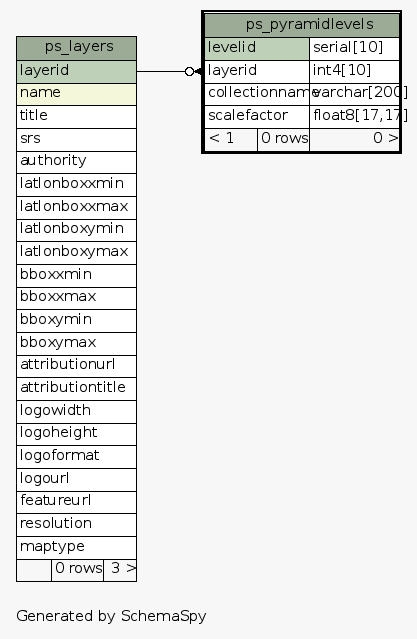 ps_layers
layerid
name
title
srs
authority
latlonboxxmin
latlonboxxmax
latlonboxymin
latlonboxymax
bboxxmin
bboxxmax
bboxymin
bboxymax
attributionurl
attributiontitle
logowidth
logoheight
logoformat
logourl
featureurl
resolution
maptype
0 rows 3 >
ps_pyramidlevels
levelid serial[10]
layerid int4[10]
collectionname varchar[200]
scalefactor float8[17,17]
< 1 0 rows 0 >
Generated by SchemaSpy